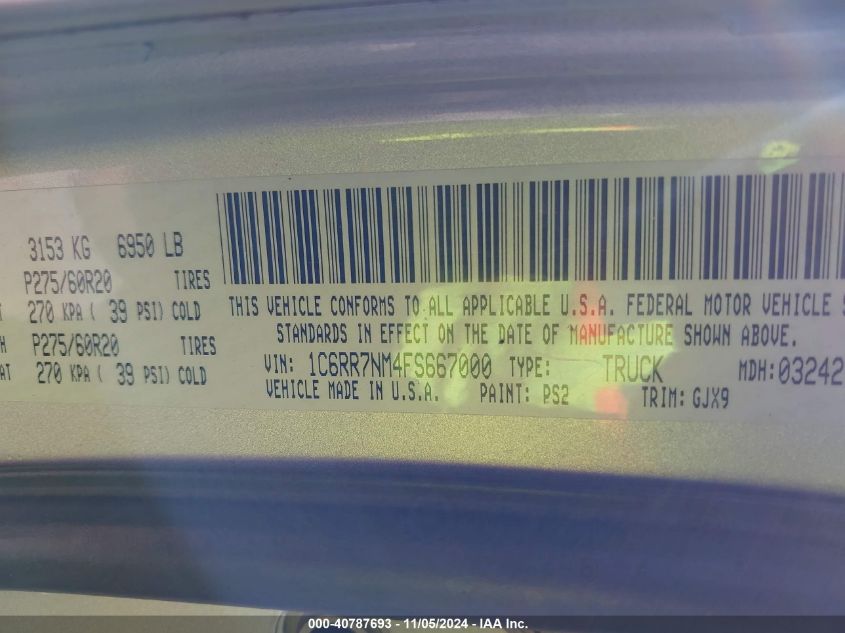 3153 KG 6950 LB
P275/60R20 TIRES
270 KPA ( 39 PSI) COLD
P275/60R20 TIRES
AT 270 KPA ( 39 PSI) COLD
THIS VEHICLE CONFORMS TO ALL APPLICABLE U.S.A. FEDERAL MOTOR VEHICLE S
STANDARDS IN EFFECT ON THE DATE OF MANUFACTURE SHOWN ABOVE.
VIN: 1C6RR7NM4FS667000 TYPE: TRUCK MDH:03242
VEHICLE MADE IN U.S.A. PAINT: PS2 TRIM: GJX9
000-40787693 - 11/05/2024 - IAA Inc.